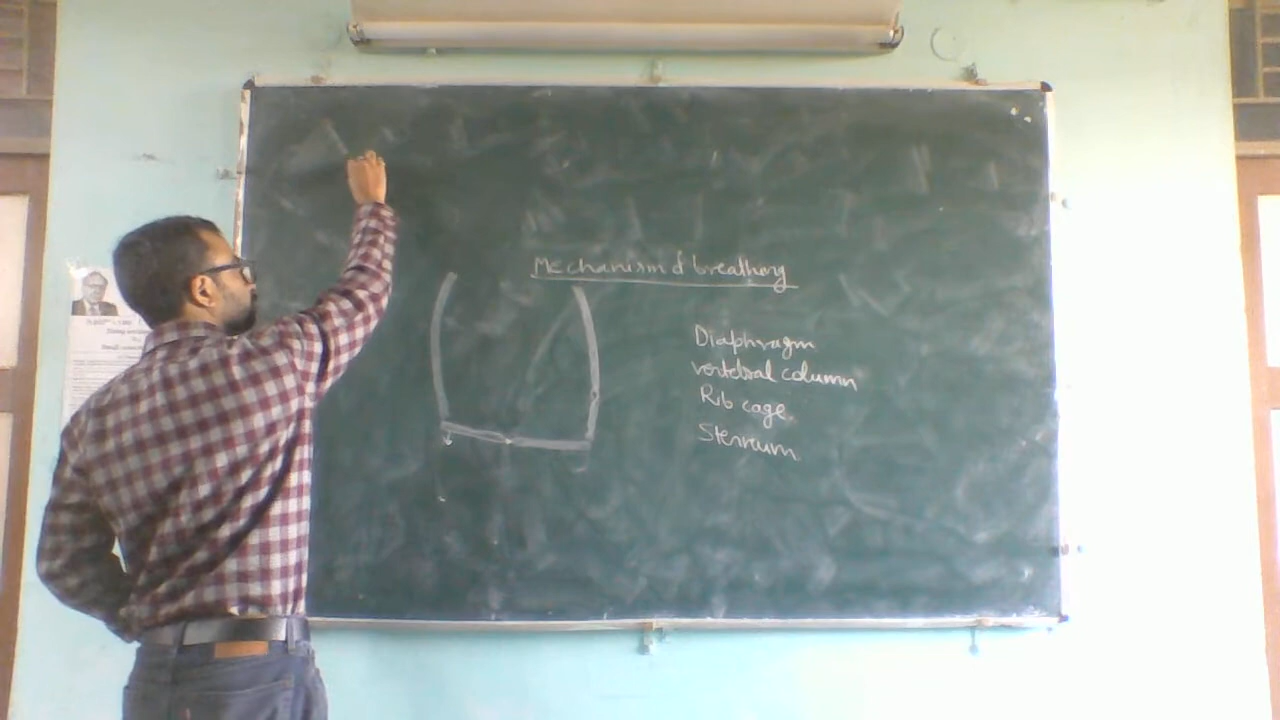 Mechanism of breathing
Diaphragm
vertebral column
Rib cage
Sternum